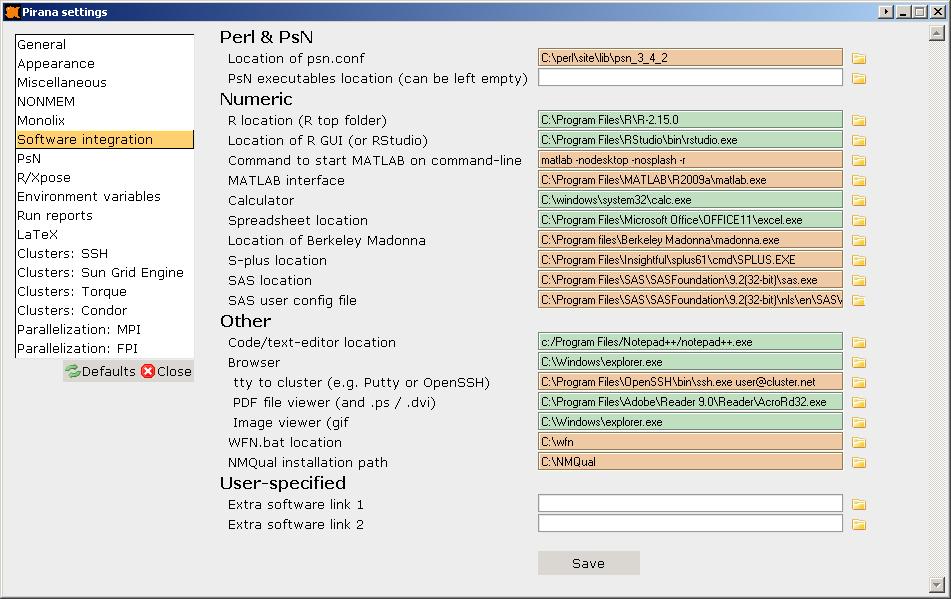 Pirana settings
General
Appearance
Miscellaneous
NONMEM
Monolix
Software integration
PsN
R/Xpose
Environment variables
Run reports
LaTeX
Clusters: SSH
Clusters: Sun Grid Engine
Clusters: Torque
Clusters: Condor
Parallelization: MPI
Parallelization: FPI
Defaults Close
Perl & PsN
Location of psn.conf C:\perl\site\lib\psn_3_4_2
PsN executables location (can be left empty)
Numeric
R location (R top folder) C:\Program Files\R\R-2.15.0
Location of R GUI (or RStudio) C:\Program Files\RStudio\bin\rstudio.exe
Command to start MATLAB on command-line matlab -nodesktop -nosplash -r
MATLAB interface C:\Program Files\MATLAB\R2009a\matlab.exe
Calculator C:\windows\system32\calc.exe
Spreadsheet location C:\Program Files\Microsoft Office\OFFICE11\excel.exe
Location of Berkeley Madonna C:\Program files\Berkeley Madonna\madonna.exe
S-plus location C:\Program Files\Insightful\splus61\cmd\SPLUS.EXE
SAS location C:\Program Files\SAS\SASFoundation\9.2(32-bit)\sas.exe
SAS user config file C:\Program Files\SAS\SASFoundation\9.2(32-bit)\nls\en\SAS\
Other
Code/text-editor location c:/Program Files/Notepad++/notepad++.exe
Browser C:\Windows\explorer.exe
tty to cluster (e.g. Putty or OpenSSH) C:\Program Files\OpenSSH\bin\ssh.exe user@cluster.net
PDF file viewer (and .ps / .dvi) C:\Program Files\Adobe\Reader 9.0\Reader\AcroRd32.exe
Image viewer (gif C:\Windows\explorer.exe
WFN.bat location C:\wfn
NMQual installation path C:\NMQual
User-specified
Extra software link 1
Extra software link 2
Save